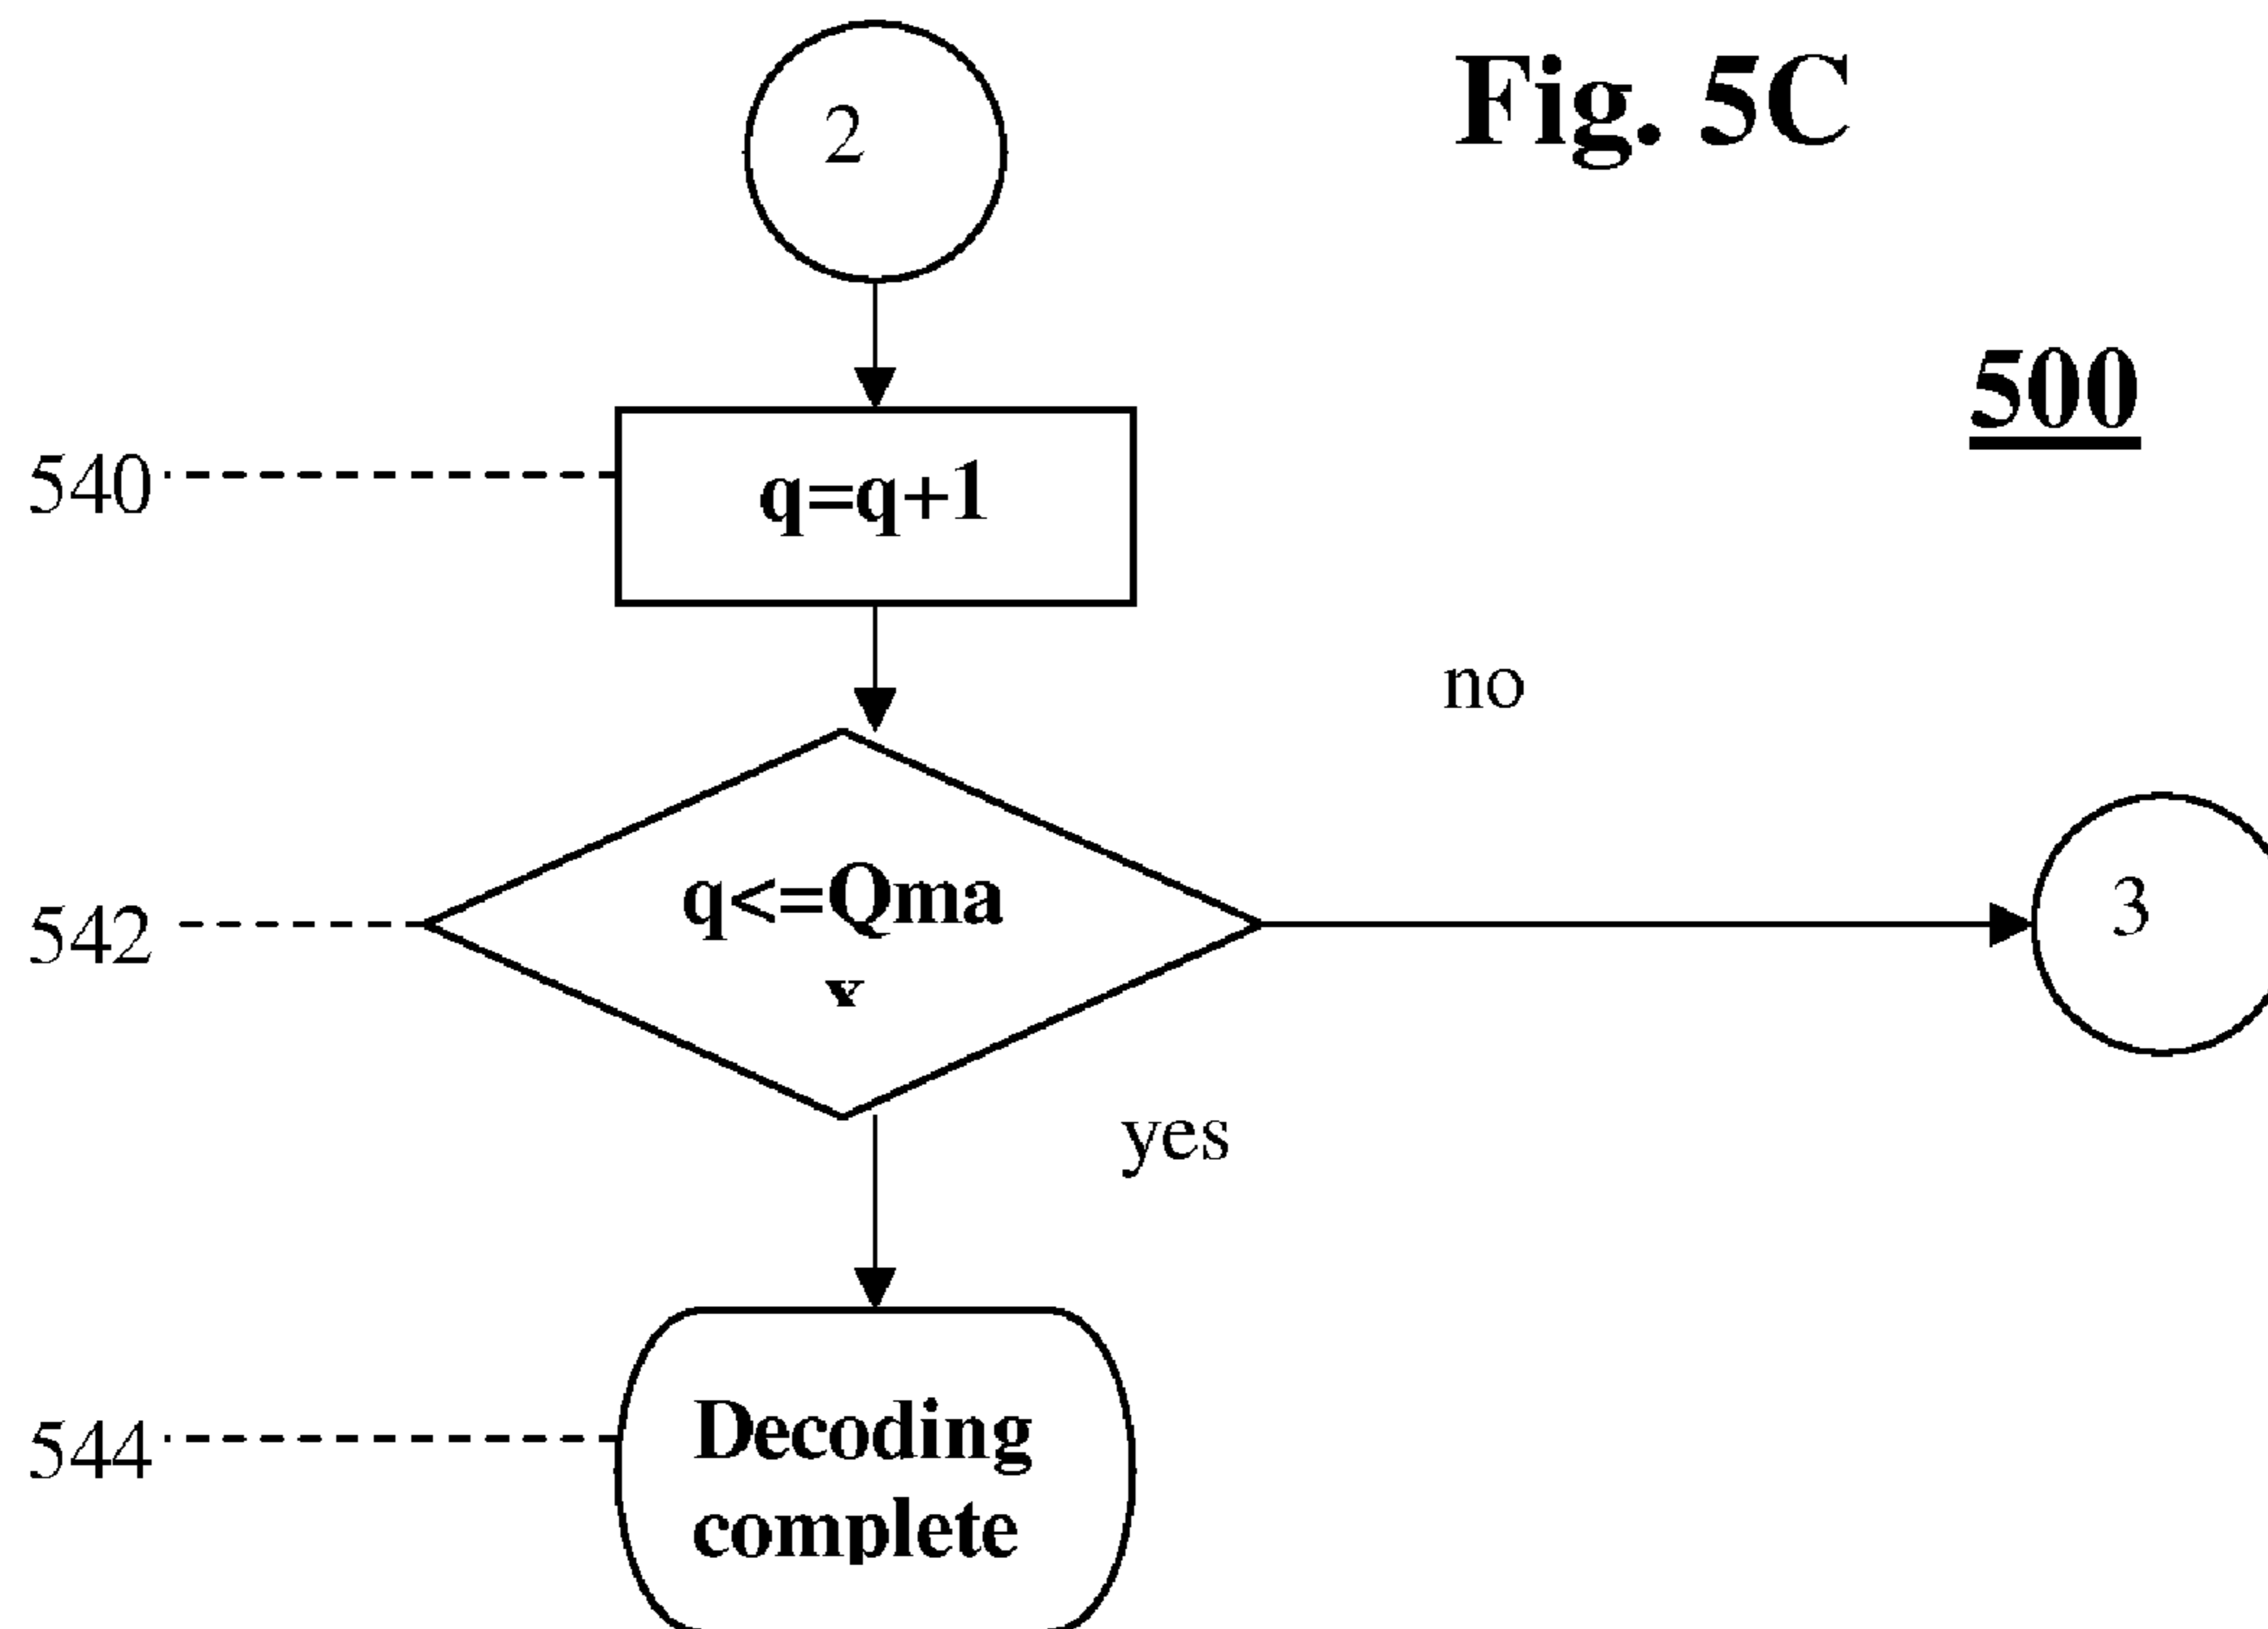 2
Fig. 5C
500
540
q=q+1
no
542
q<=Qma
x
3
yes
544
Decoding
complete